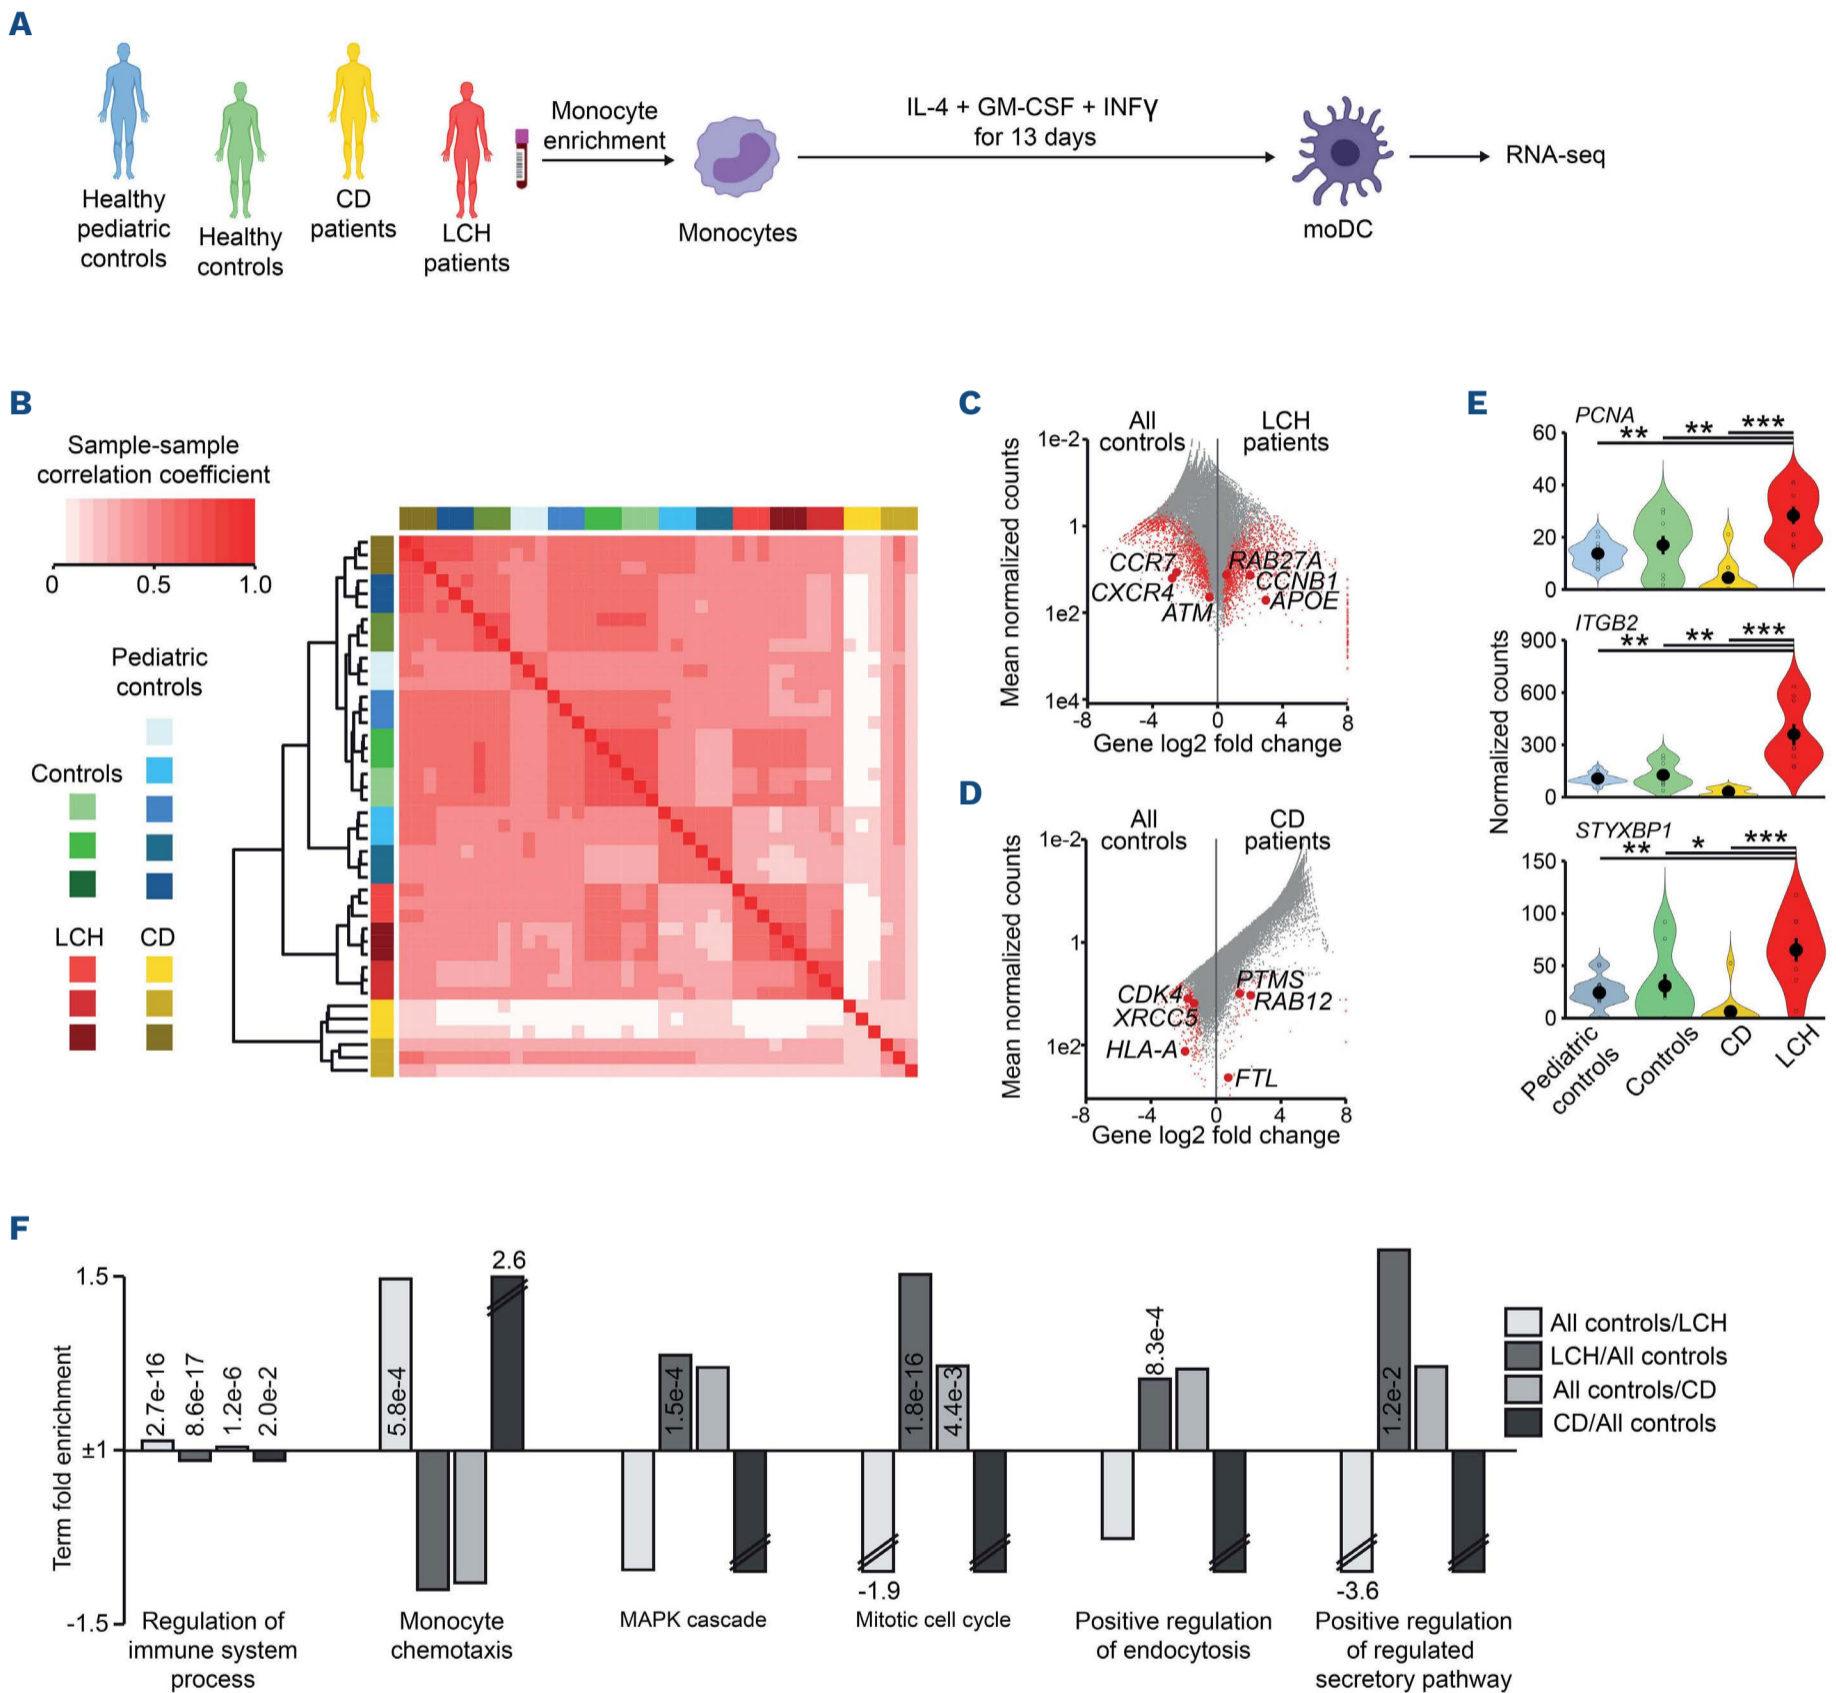 A
Healthy
pediatric
controls
Healthy
controls
CD
patients
LCH
patients
Monocyte
enrichment
Monocytes
IL-4 + GM-CSF + INFγ
for 13 days
moDC
RNA-seq
B
Sample-sample
correlation coefficient
0 0.5 1.0
Pediatric
controls
Controls
LCH CD
C
All
controls
LCH
patients
Mean normalized counts
1e-2
1
1e2
1e4
CCR7
CXCR4
ATM
RAB27A
CCNB1
APOE
-8 -4 0 4 8
Gene log2 fold change
D
All
controls
CD
patients
Mean normalized counts
1e-2
1
1e2
CDK4
XRCC5
HLA-A
PTMS
RAB12
FTL
-8 -4 0 4 8
Gene log2 fold change
E
Normalized counts
PCNA
** ** ***
60
40
20
0
ITGB2
** ** ***
900
600
300
0
STYXBP1
** * ***
150
100
50
0
Pediatric
controls
Controls
CD
LCH
F
Term fold enrichment
1.5
±1
-1.5
2.7e-16
8.6e-17
1.2e-6
2.0e-2
Regulation of
immune system
process
5.8e-4
2.6
Monocyte
chemotaxis
1.5e-4
MAPK cascade
1.8e-16
4.4e-3
-1.9
Mitotic cell cycle
8.3e-4
Positive regulation
of endocytosis
1.2e-2
-3.6
Positive regulation
of regulated
secretory pathway
All controls/LCH
LCH/All controls
All controls/CD
CD/All controls